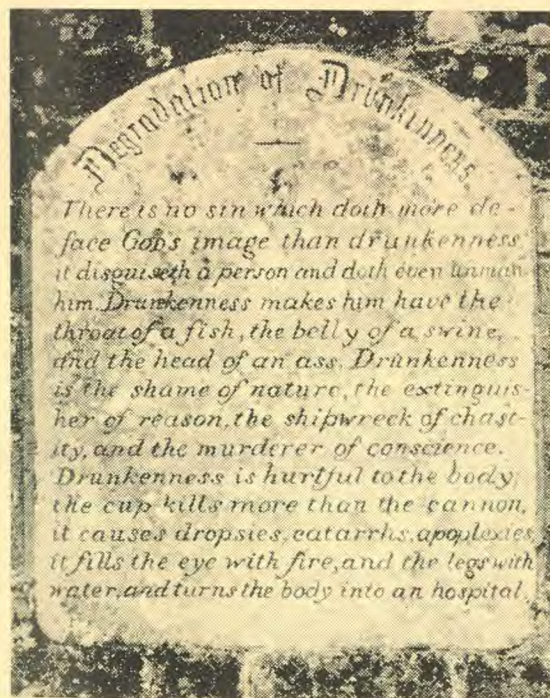 Degradation of Drunkenness.
There is no sin which doth more de-
face GODS image than drunkenness;
it disguiseth a person and doth even unman
him. Drunkenness makes him have the
throat of a fish, the belly of a swine,
and the head of an ass. Drunkenness
is the shame of nature, the extinguis-
her of reason, the shipwreck of chast-
ity, and the murderer of conscience.
Drunkenness is hurtful to the body;
the cup kills more than the cannon,
it causes dropsies, catarrhs, apoplexies,
it fills the eye with fire, and the legs with
water, and turns the body into an hospital.